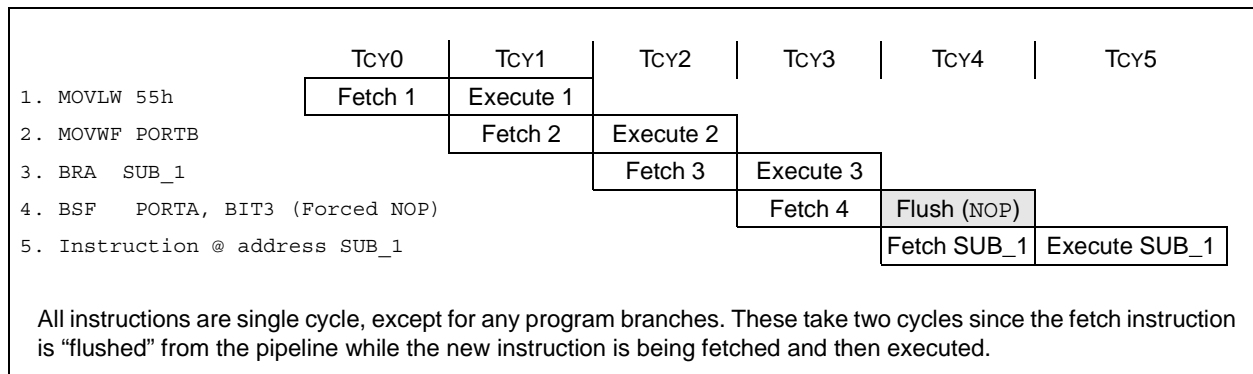 TCY0 TCY1 TCY2 TCY3 TCY4 TCY5
1. MOVLW 55h Fetch 1 Execute 1
2. MOVWF PORTB Fetch 2 Execute 2
3. BRA SUB_1 Fetch 3 Execute 3
4. BSF PORTA, BIT3 (Forced NOP) Fetch 4 Flush (NOP)
5. Instruction @ address SUB_1 Fetch SUB_1 Execute SUB_1
All instructions are single cycle, except for any program branches. These take two cycles since the fetch instruction
is “flushed” from the pipeline while the new instruction is being fetched and then executed.